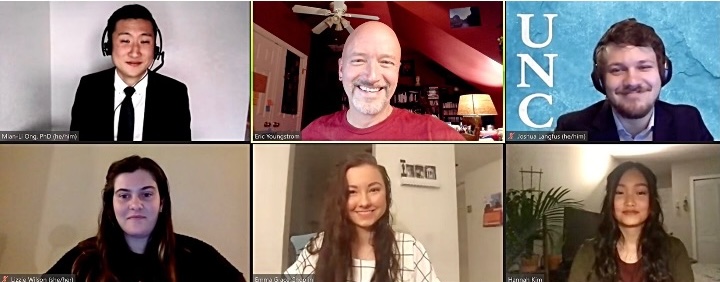 Mian-Li Ong, PhD (he/him)
Eric Youngstrom
UNC
Joshua Langfus (he/him)
Lizzie Wilson (she/her)
Emma Grace
Hannah Kim